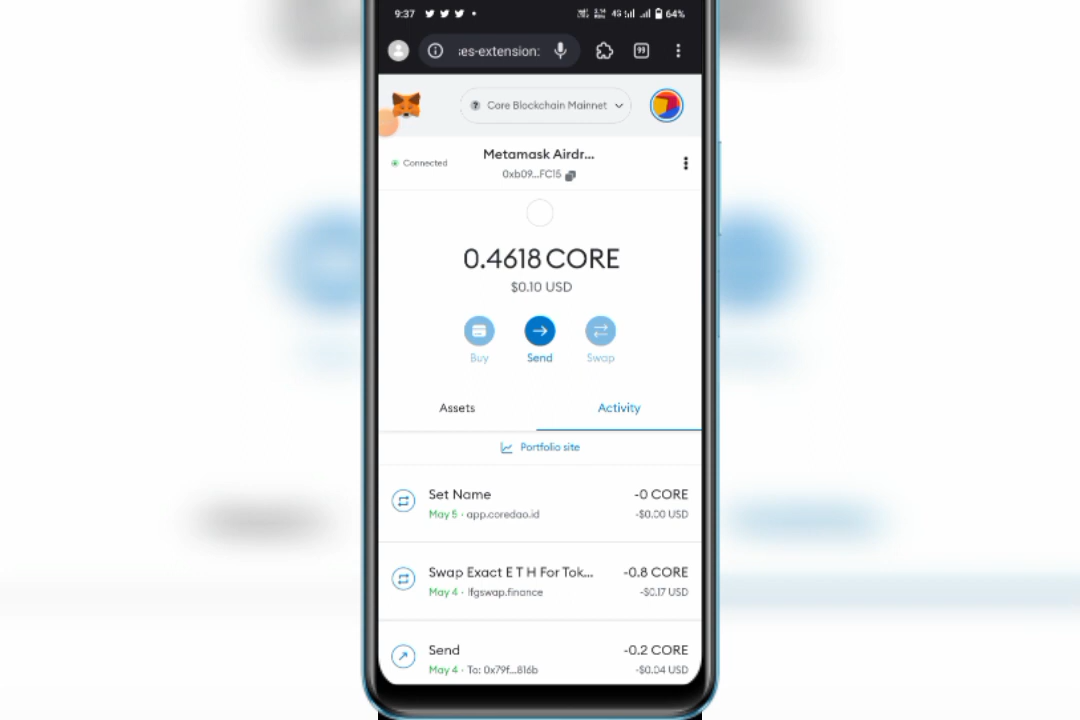 9:37 4G 64%
ses-extension: 99
Core Blockchain Mainnet
Connected
Metamask Airdr...
0xb09...FC15
0.4618 CORE
$0.10 USD
Buy Send Swap
Assets Activity
Portfolio site
Set Name -0 CORE
May 5 · app.coredao.id -$0.00 USD
Swap Exact E T H For Tok... -0.8 CORE
May 4 · lfgswap.finance -$0.17 USD
Send -0.2 CORE
May 4 · To: 0x79f...816b -$0.04 USD